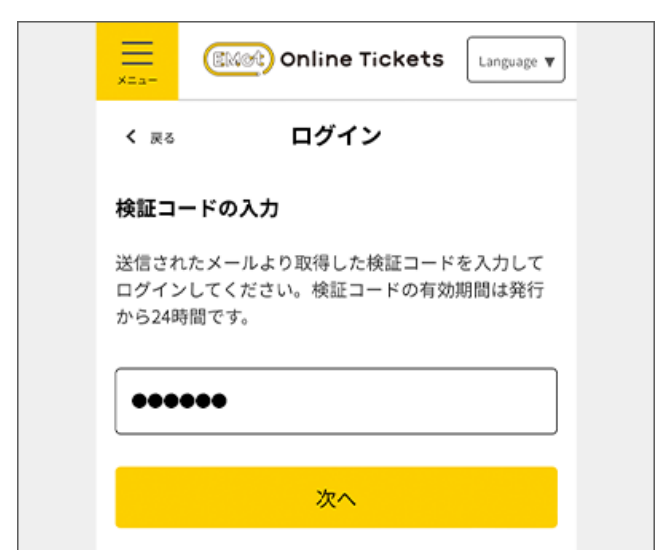 メニュー
EMot Online Tickets
Language ▼
戻る
ログイン
検証コードの入力
送信されたメールより取得した検証コードを入力して
ログインしてください。検証コードの有効期間は発行
から24時間です。
●●●●●●
次へ